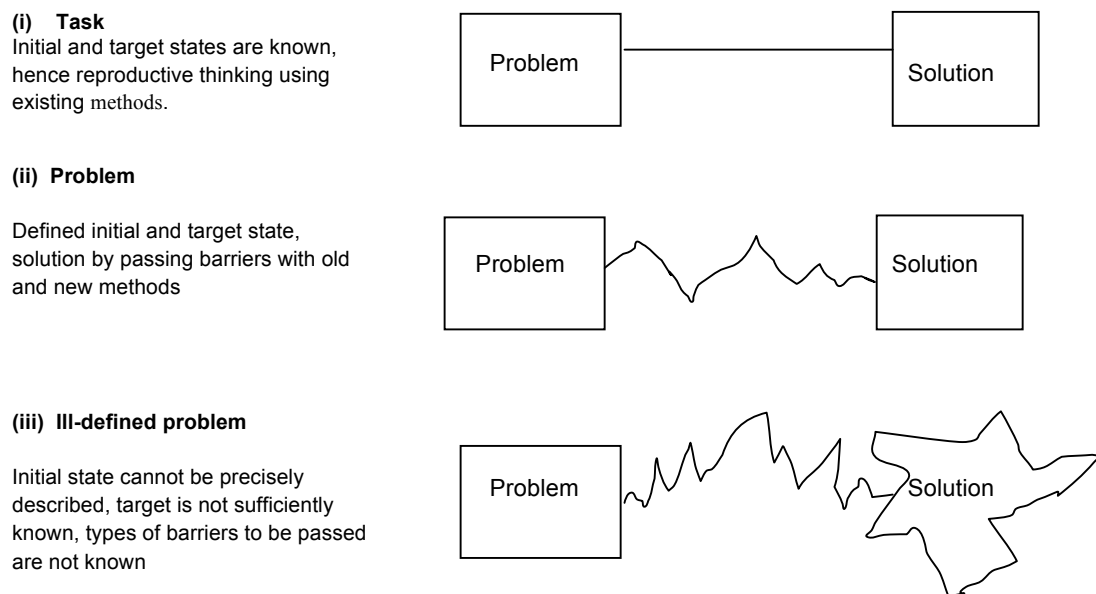 (i) Task
Initial and target states are known,
hence reproductive thinking using
existing methods.
Problem
Solution
(ii) Problem
Defined initial and target state,
solution by passing barriers with old
and new methods
Problem
Solution
(iii) Ill-defined problem
Initial state cannot be precisely
described, target is not sufficiently
known, types of barriers to be passed
are not known
Problem
Solution